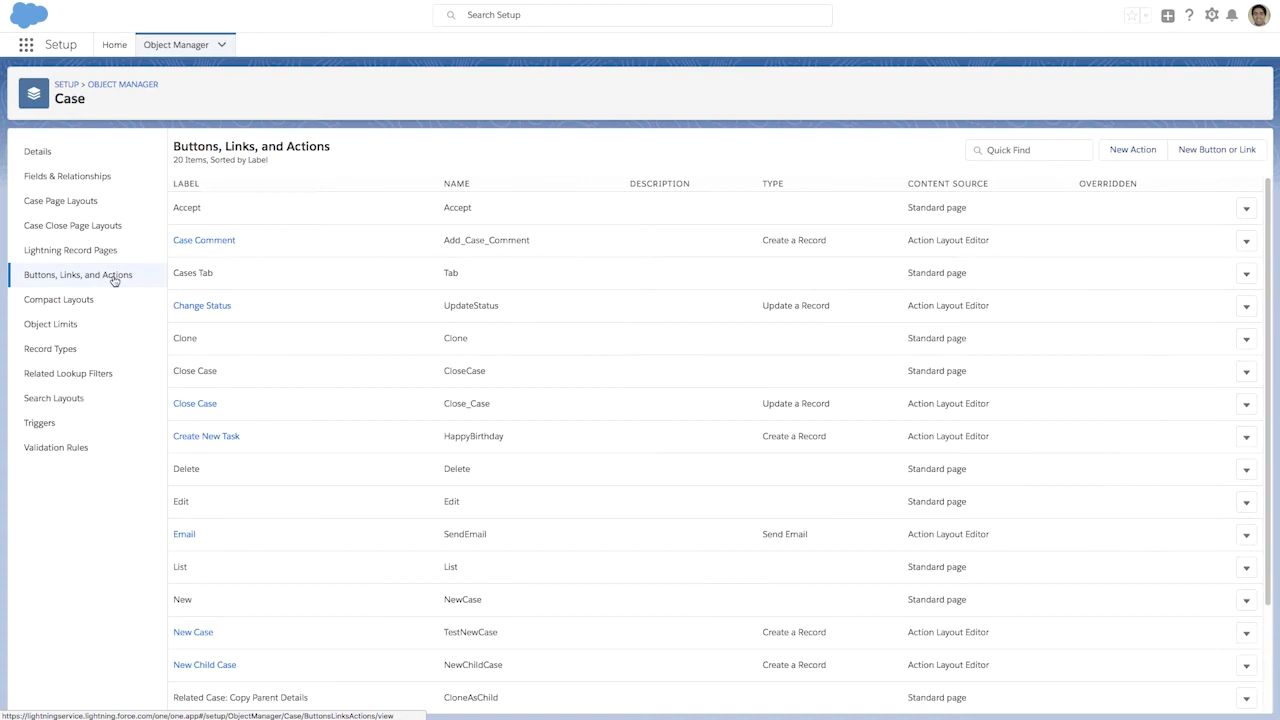 Search Setup
Setup
Home
Object Manager
SETUP > OBJECT MANAGER
Case
Details
Fields & Relationships
Case Page Layouts
Case Close Page Layouts
Lightning Record Pages
Buttons, Links, and Actions
Compact Layouts
Object Limits
Record Types
Related Lookup Filters
Search Layouts
Triggers
Validation Rules
Buttons, Links, and Actions
20 Items, Sorted by Label
Quick Find
New Action
New Button or Link
LABEL NAME DESCRIPTION TYPE CONTENT SOURCE OVERRIDDEN
Accept Accept Standard page
Case Comment Add_Case_Comment Create a Record Action Layout Editor
Cases Tab Tab Standard page
Change Status UpdateStatus Update a Record Action Layout Editor
Clone Clone Standard page
Close Case CloseCase Standard page
Close Case Close_Case Update a Record Action Layout Editor
Create New Task HappyBirthday Create a Record Action Layout Editor
Delete Delete Standard page
Edit Edit Standard page
Email SendEmail Send Email Action Layout Editor
List List Standard page
New NewCase Standard page
New Case TestNewCase Create a Record Action Layout Editor
New Child Case NewChildCase Create a Record Action Layout Editor
Related Case: Copy Parent Details CloneAsChild Standard page
https://lightningservice.lightning.force.com/one/one.app#/setup/ObjectManager/Case/ButtonsLinksActions/view